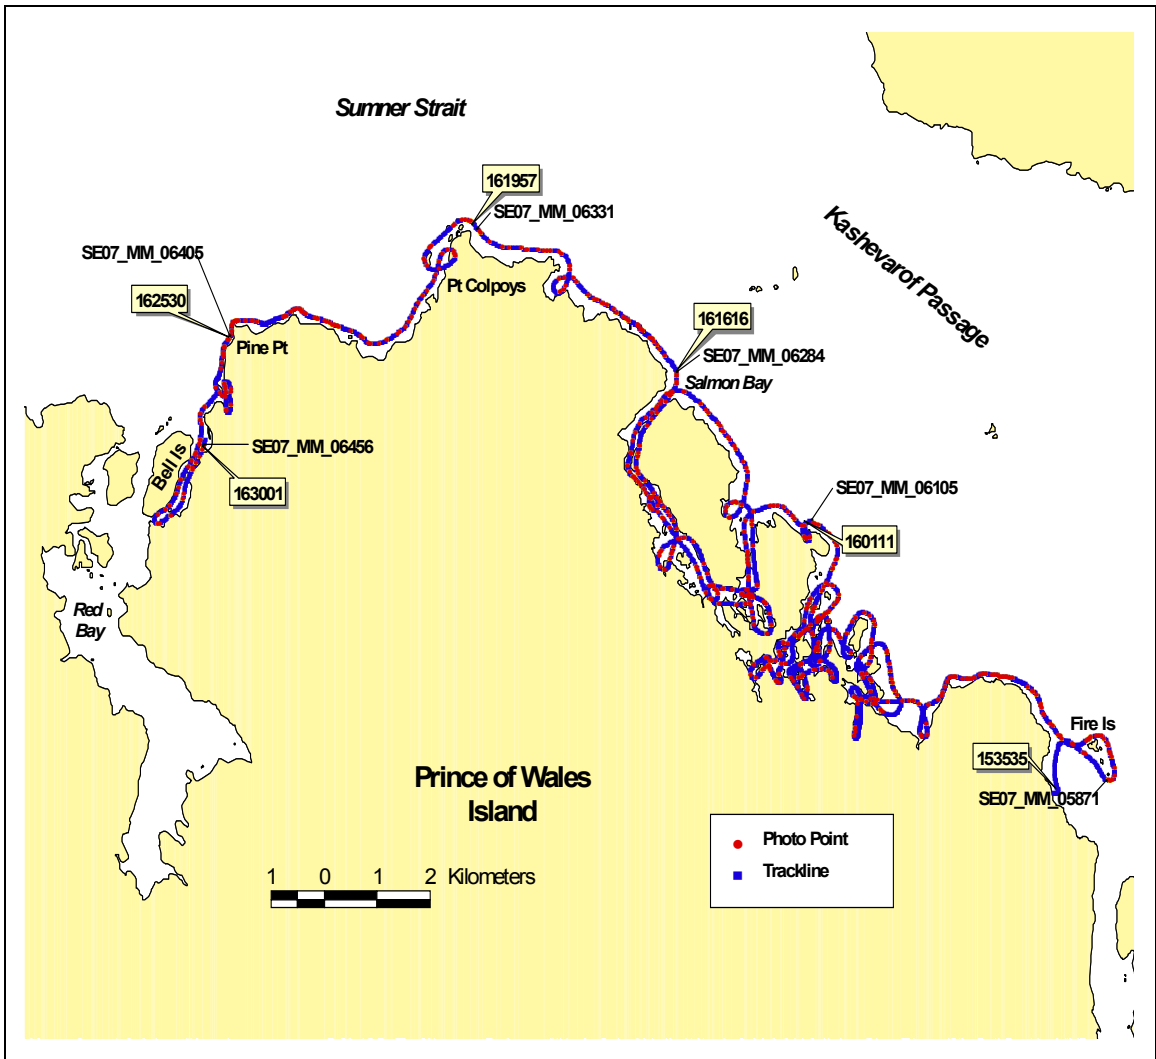 Sumner Strait
161957
SE07_MM_06331
Kashevarof Passage
SE07_MM_06405
Pt Colpoys
162530
161616
Pine Pt
SE07_MM_06284
Salmon Bay
SE07_MM_06456
Bell Is
163001
SE07_MM_06105
160111
Red
Bay
Fire Is
153535
SE07_MM_05871
Prince of Wales
Island
Photo Point
Trackline
1 0 1 2 Kilometers